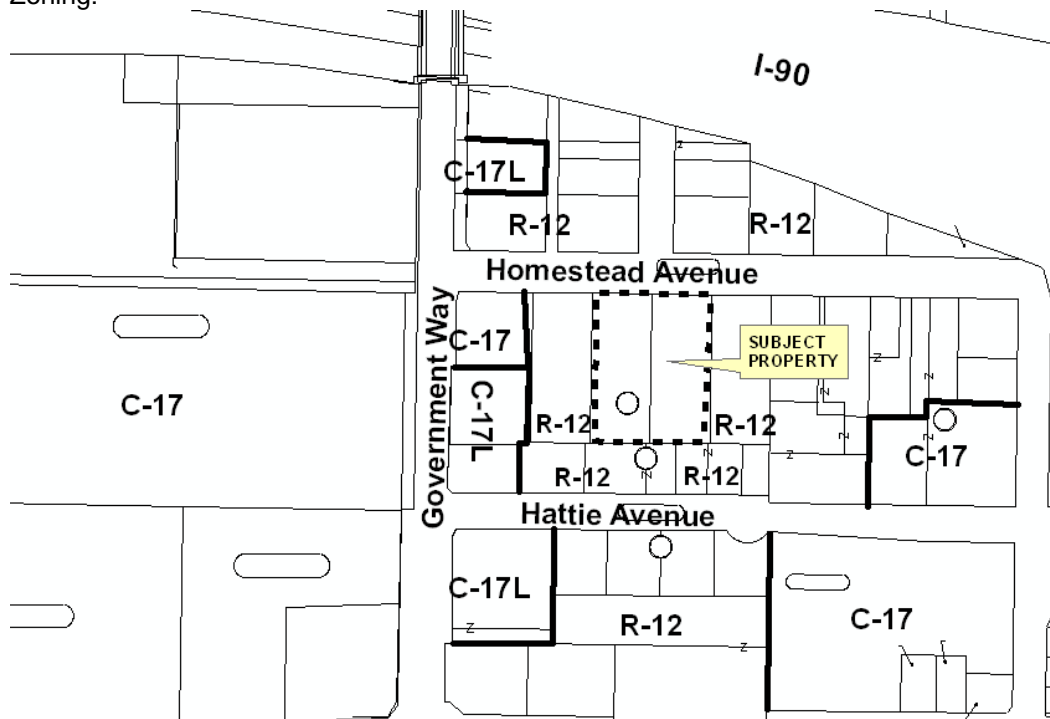 Zoning:
I-90
C-17L
R-12
R-12
Homestead Avenue
Government Way
C-17
SUBJECT
PROPERTY
C-17
C-17L
R-12
R-12
C-17
R-12
R-12
Hattie Avenue
C-17L
R-12
C-17